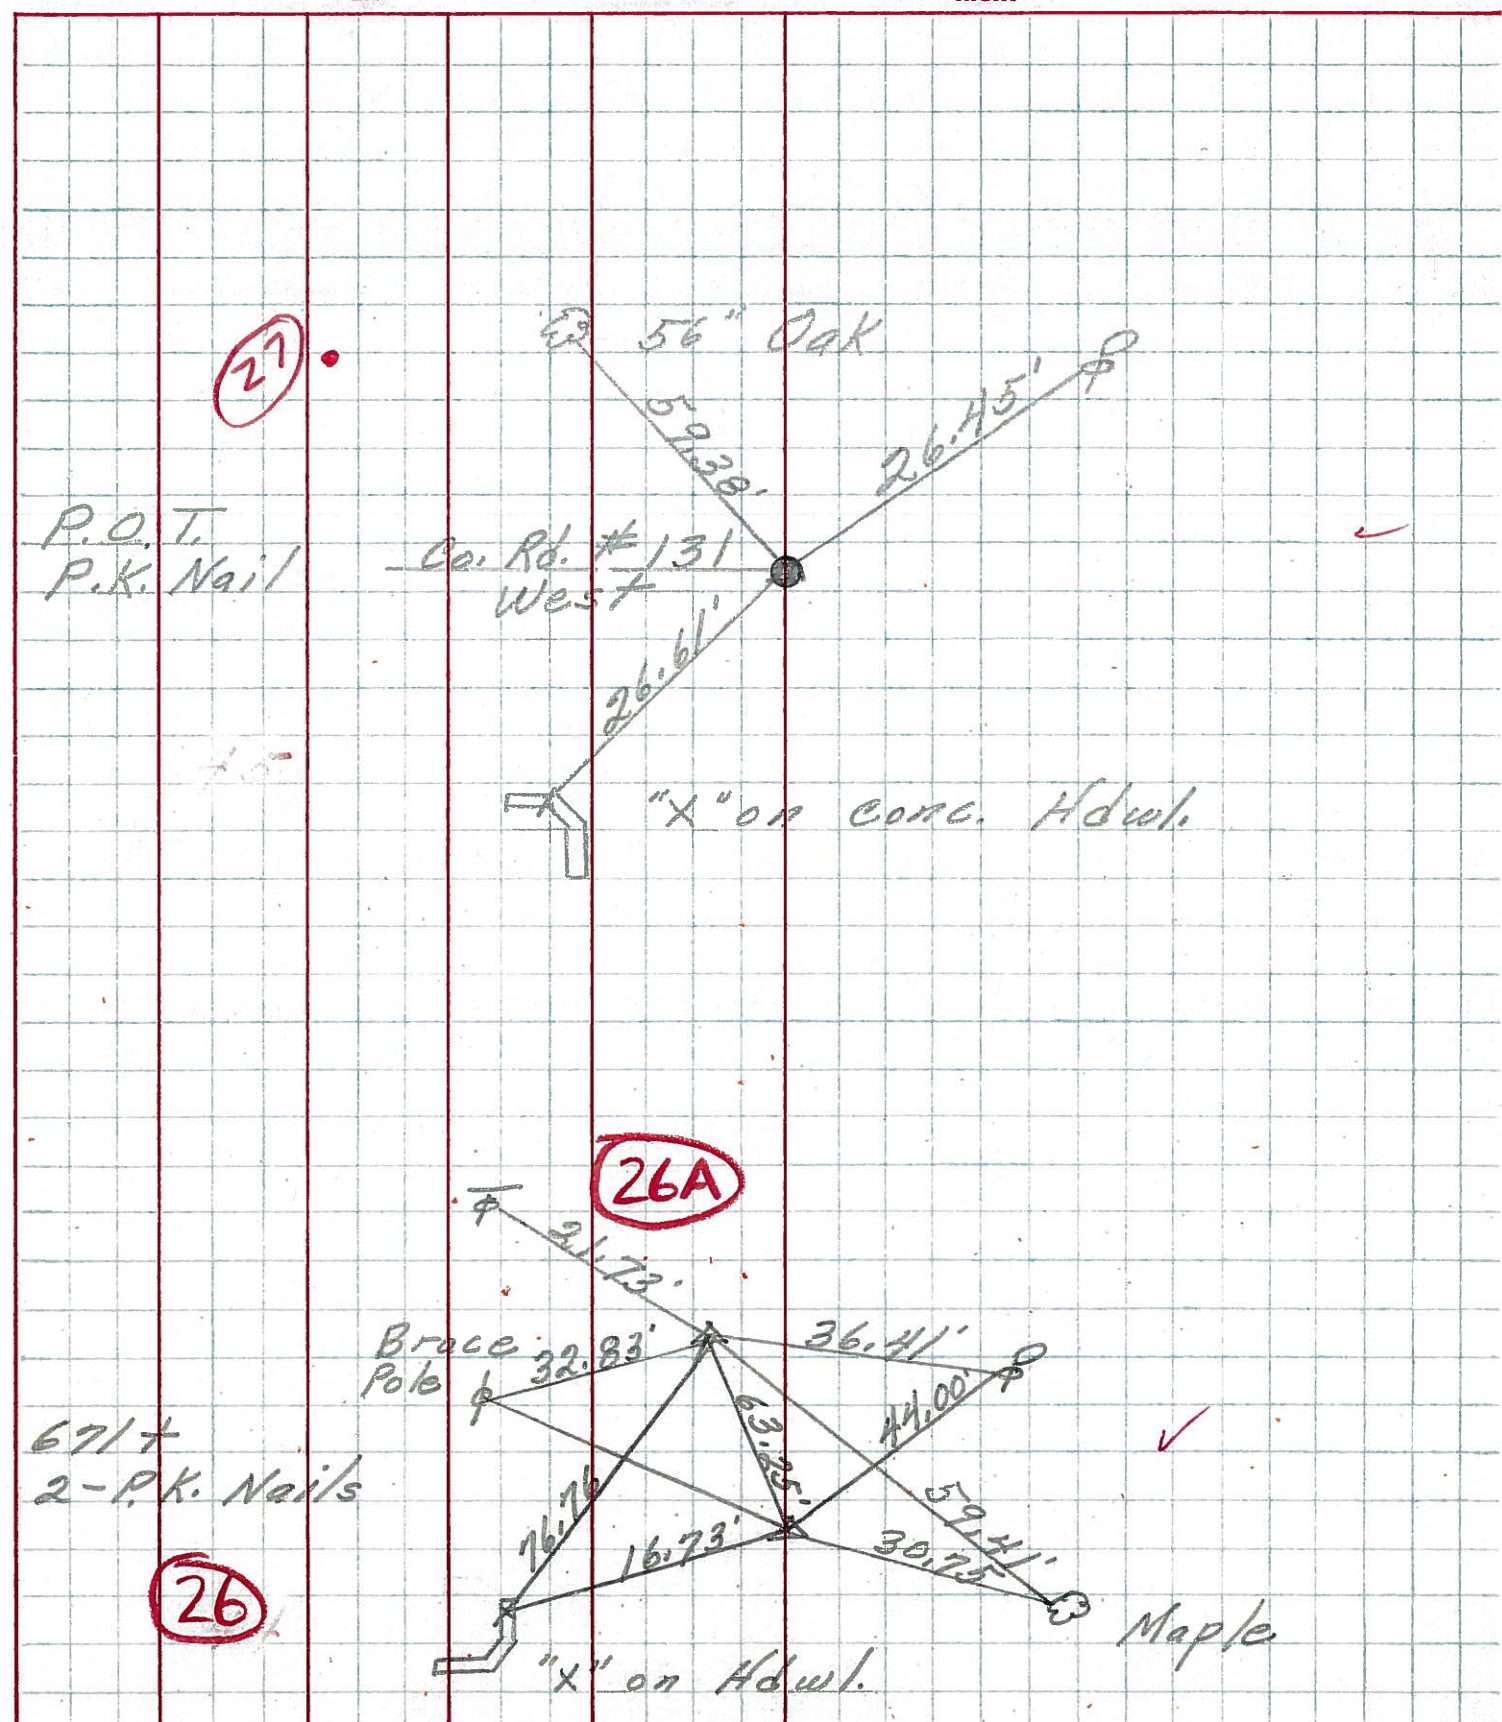 27
56" Oak
59.38'
26.45'
P.O.T.
P.K. Nail
Co. Rd. # 131
West
26.61'
"X" on conc. Hdwl.
26A
21.73'
Brace
Pole
32.83'
36.41'
44.00'
63.25'
671+
2-P.K. Nails
76.76
16.73'
59.41'
30.75
26
Maple
"X" on Hdwl.